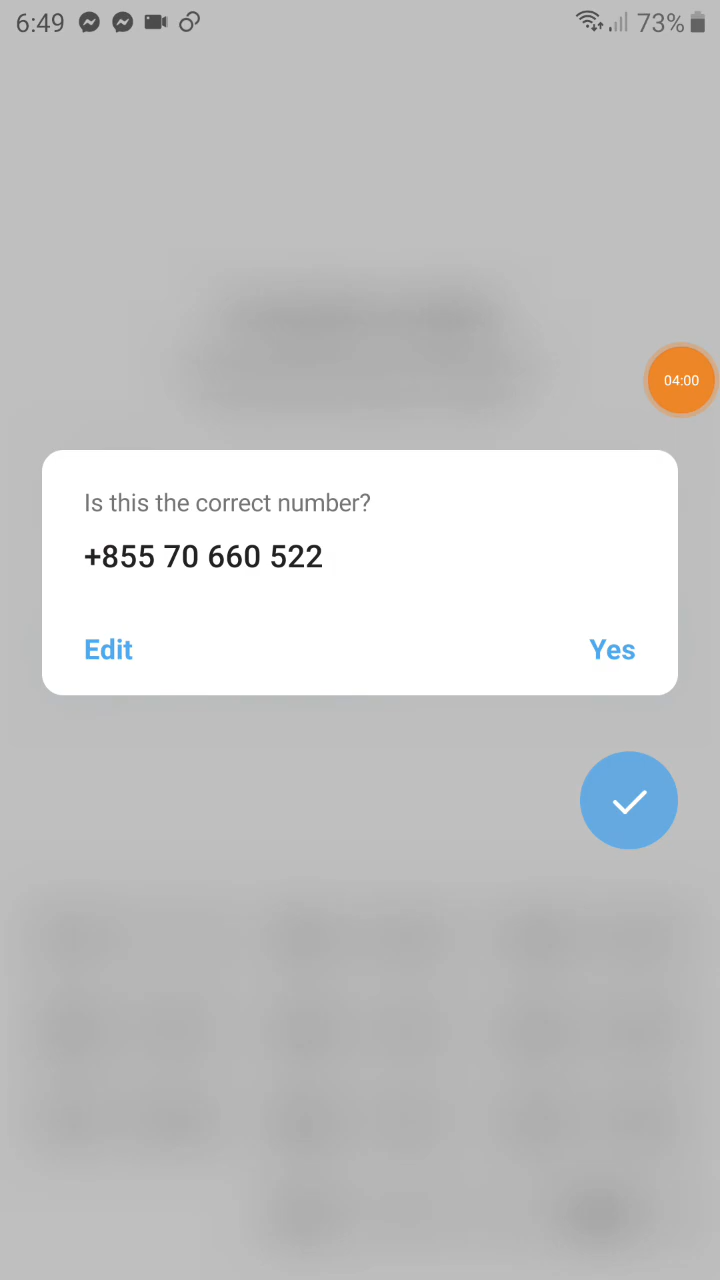 6:49
73%
04:00
Is this the correct number?
+855 70 660 522
Edit Yes